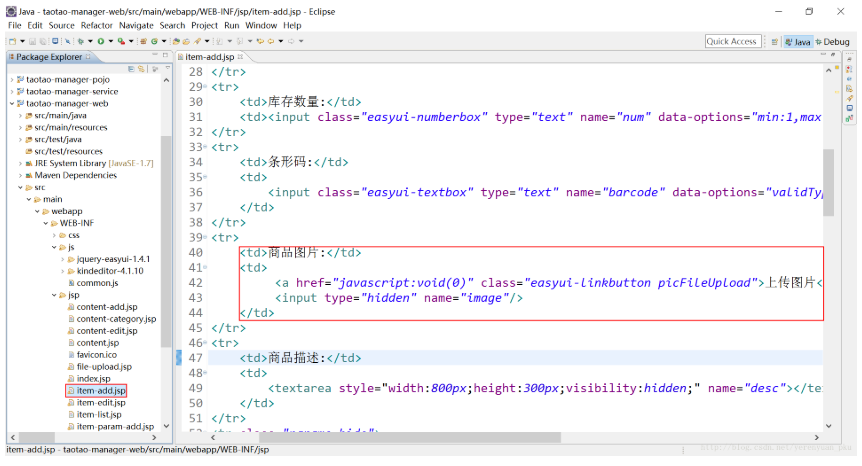 Java - taotao-manager-web/src/main/webapp/WEB-INF/jsp/item-add.jsp - Eclipse
File Edit Source Refactor Navigate Search Project Run Window Help
Quick Access Java Debug
Package Explorer
taotao-manager-pojo
taotao-manager-service
taotao-manager-web
src/main/java
src/main/resources
src/test/java
src/test/resources
JRE System Library [JavaSE-1.7]
Maven Dependencies
src
main
webapp
WEB-INF
css
js
jquery-easyui-1.4.1
kindeditor-4.1.10
common.js
jsp
content-add.jsp
content-category.jsp
content-edit.jsp
content.jsp
favicon.ico
file-upload.jsp
index.jsp
item-add.jsp
item-edit.jsp
item-list.jsp
item-param-add.jsp
item-add.jsp
28 </tr>
29 <tr>
30 <td>库存数量:</td>
31 <td><input class="easyui-numberbox" type="text" name="num" data-options="min:1,max
32 </tr>
33 <tr>
34 <td>条形码:</td>
35 <td>
36 <input class="easyui-textbox" type="text" name="barcode" data-options="validTy
37 </td>
38 </tr>
39 <tr>
40 <td>商品图片:</td>
41 <td>
42 <a href="javascript:void(0)" class="easyui-linkbutton picFileUpload">上传图片<
43 <input type="hidden" name="image"/>
44 </td>
45 </tr>
46 <tr>
47 <td>商品描述:</td>
48 <td>
49 <textarea style="width:800px;height:300px;visibility:hidden;" name="desc"></te
50 </td>
51 </tr>
item-add.jsp - taotao-manager-web/src/main/webapp/WEB-INF/jsp